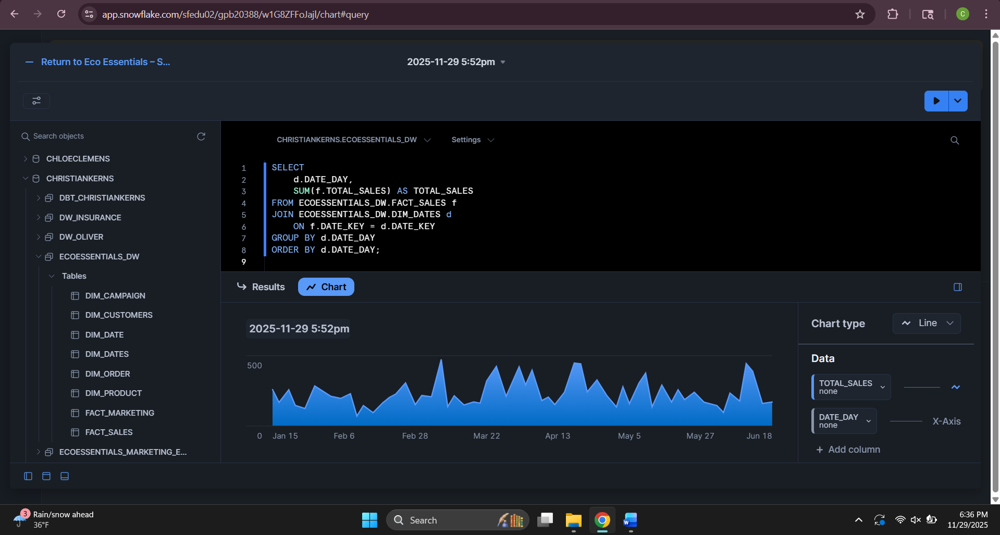 app.snowflake.com/sfedu02/gpb20388/w1G8ZFFoJajl/chart#query
C
Return to Eco Essentials – S...
2025-11-29 5:52pm
Search objects
CHLOECLEMENS
CHRISTIANKERNS
DBT_CHRISTIANKERNS
DW_INSURANCE
DW_OLIVER
ECOESSENTIALS_DW
Tables
DIM_CAMPAIGN
DIM_CUSTOMERS
DIM_DATE
DIM_DATES
DIM_ORDER
DIM_PRODUCT
FACT_MARKETING
FACT_SALES
ECOESSENTIALS_MARKETING_E...
CHRISTIANKERNS.ECOESSENTIALS_DW
Settings
1 SELECT
2 d.DATE_DAY,
3 SUM(f.TOTAL_SALES) AS TOTAL_SALES
4 FROM ECOESSENTIALS_DW.FACT_SALES f
5 JOIN ECOESSENTIALS_DW.DIM_DATES d
6 ON f.DATE_KEY = d.DATE_KEY
7 GROUP BY d.DATE_DAY
8 ORDER BY d.DATE_DAY;
9
Results
Chart
2025-11-29 5:52pm
500
0
Jan 15 Feb 6 Feb 28 Mar 22 Apr 13 May 5 May 27 Jun 18
Chart type
Line
Data
TOTAL_SALES
none
DATE_DAY
none
X-Axis
+ Add column
3
Rain/snow ahead
36°F
Search
W
6:36 PM
11/29/2025